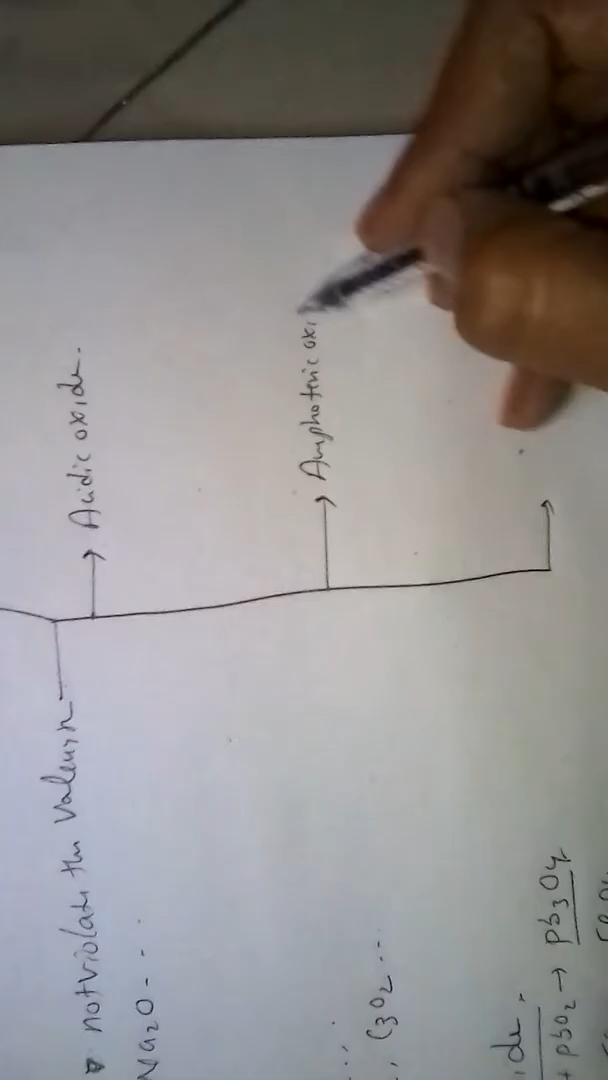 not violate the Valency
→ Acidic oxide.
Na2O - - -
→ Amphoteric oxi
, C3O2 ...
ide.
+ PbO2 → Pb3O4